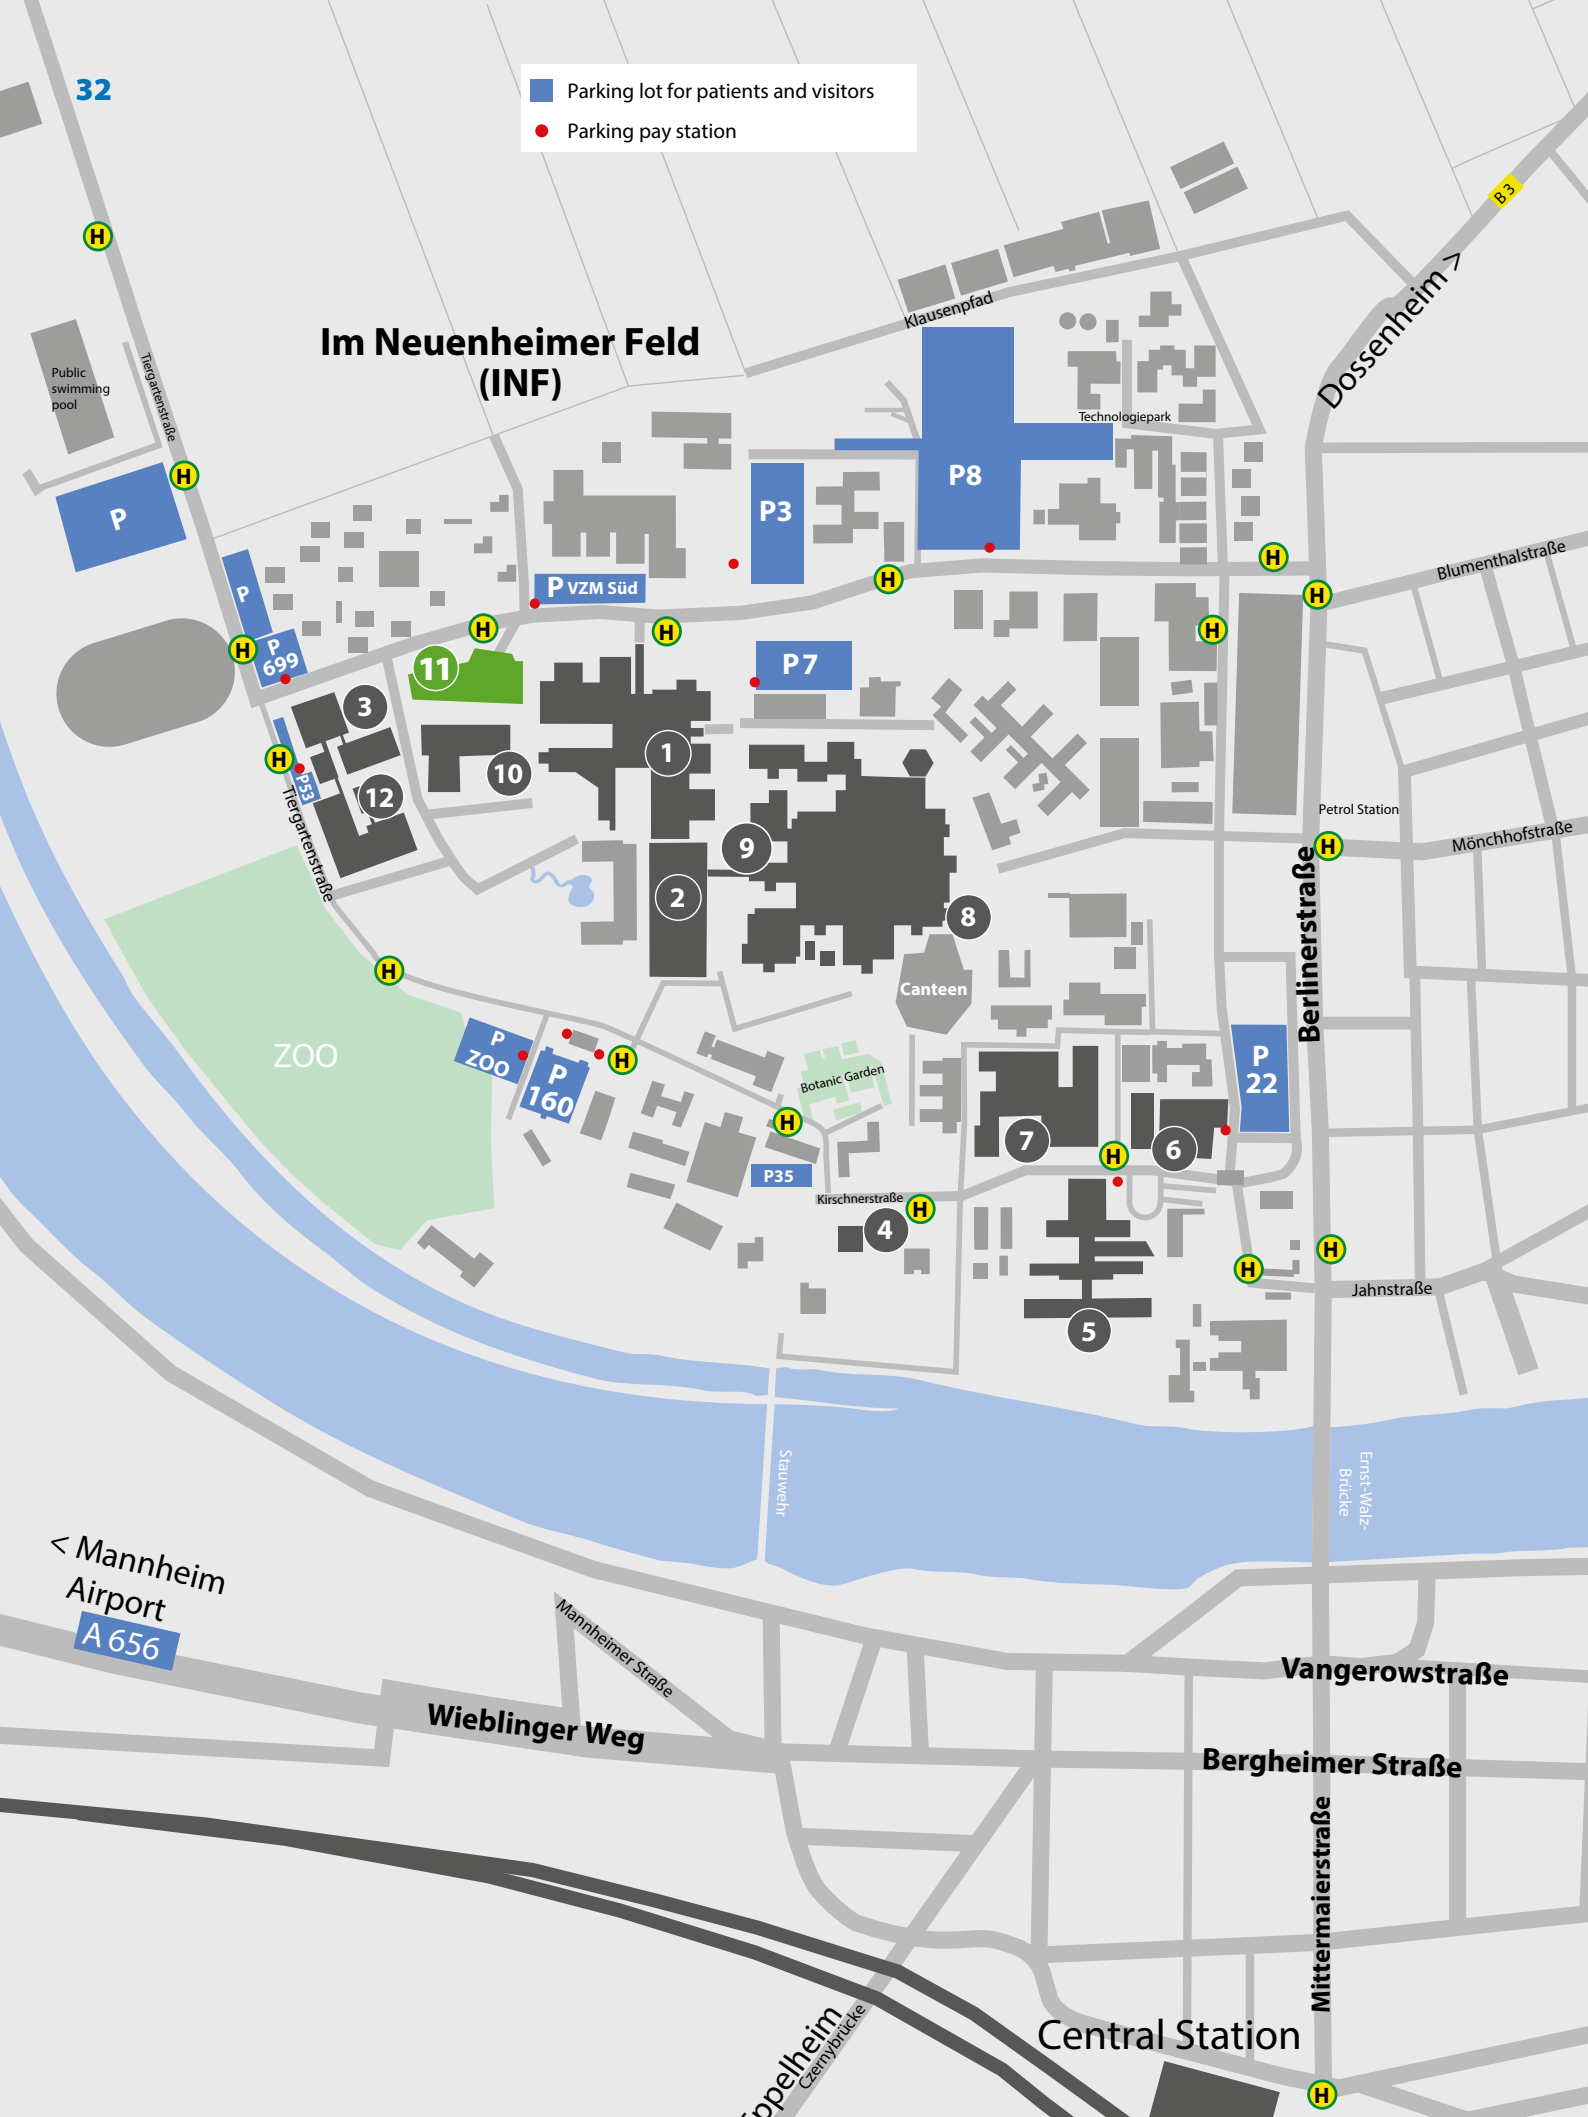 32
Parking lot for patients and visitors
Parking pay station
B 3
H
Dossenheim >
Klausenpfad
Im Neuenheimer Feld
(INF)
Public
swimming
pool
Tiergartenstraße
Technologiepark
H
P
P8
P3
H
Blumenthalstraße
P
P VZM Süd
H
H
H
H
H
H
H
P
699
11
P7
3
1
10
H
P53
12
Petrol Station
Mönchhofstraße
H
9
Tiergartenstraße
2
8
Berlinerstraße
H
Canteen
ZOO
P
ZOO
H
P
160
Botanic Garden
P
22
H
7
6
H
P35
Kirschnerstraße
H
4
H
H
Jahnstraße
5
Stauwehr
Ernst-Walz-
Brücke
< Mannheim
Airport
A 656
Mannheimer Straße
Vangerowstraße
Wieblinger Weg
Bergheimer Straße
Mittermaierstraße
Central Station
Czernybrücke
ppelheim
H